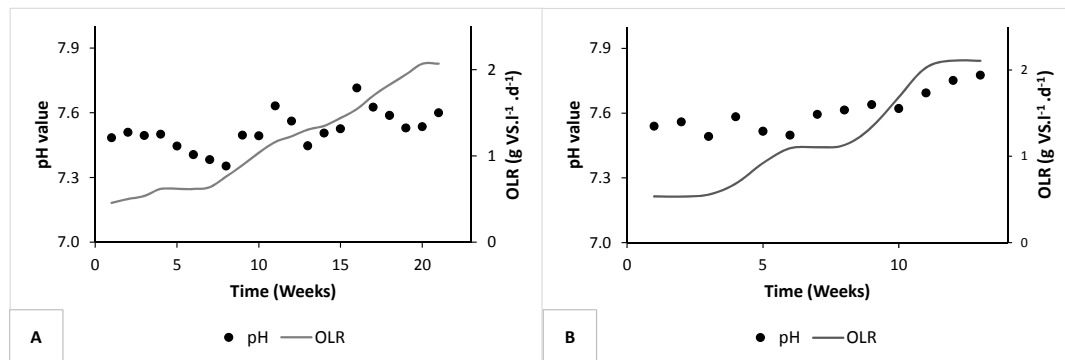 7.9
7.6
7.3
7.0
pH value
2
1
0
OLR (g VS.l⁻¹ .d⁻¹)
0 5 10 15 20
Time (Weeks)
A
pH OLR
7.9
7.6
7.3
7.0
pH value
2
1
0
OLR (g VS.l⁻¹ .d⁻¹)
0 5 10
Time (Weeks)
B
pH OLR